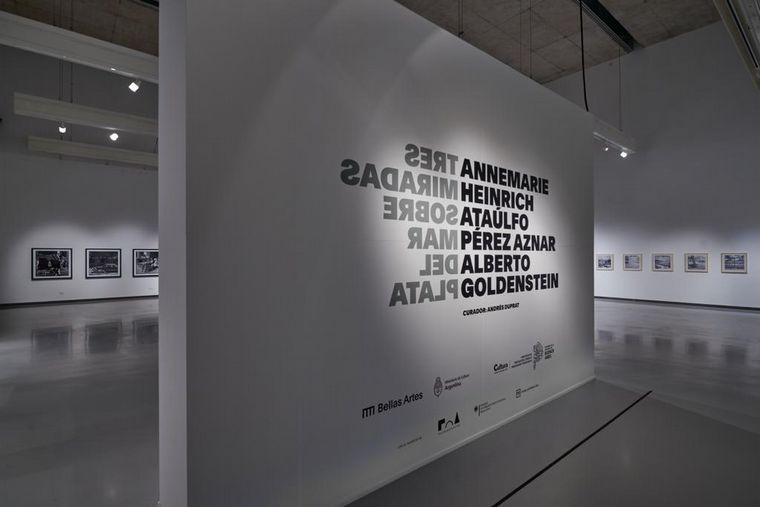 TRES ANNEMARIE
MIRADAS HEINRICH
SOBRE ATAÚLFO
MAR PÉREZ AZNAR
DEL ALBERTO
PLATA GOLDENSTEIN
CURADOR: ANDRÉS DUPRAT
Bellas Artes
Argentina
Cultura